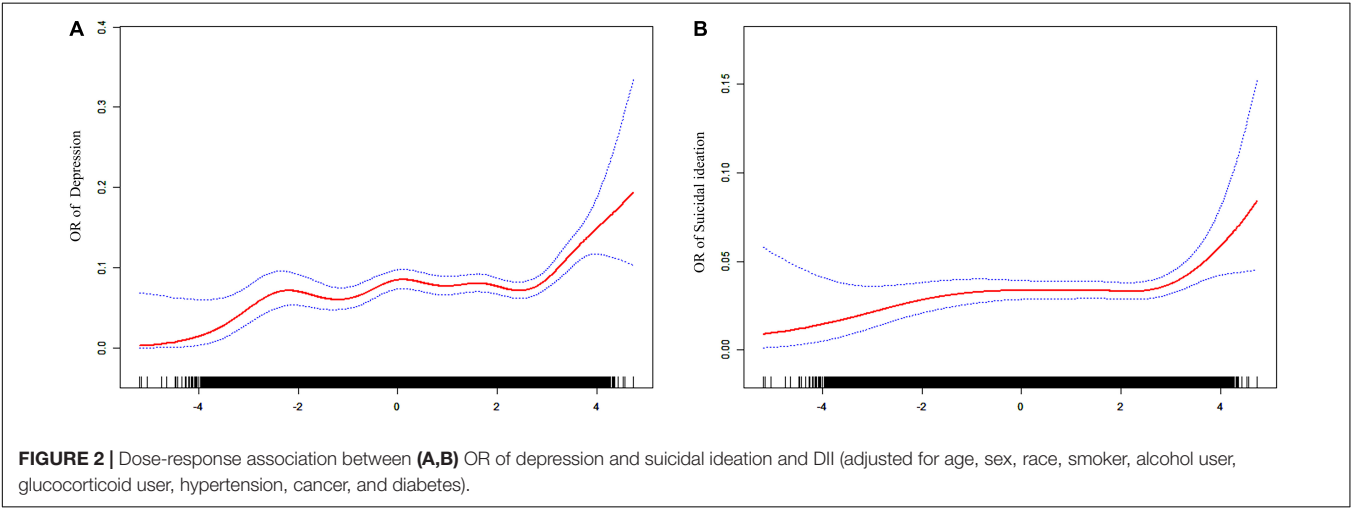 A
OR of Depression
0.4
0.3
0.2
0.1
0.0
-4 -2 0 2 4
B
OR of Suicidal ideation
0.15
0.10
0.05
0.00
-4 -2 0 2 4
FIGURE 2 | Dose-response association between (A,B) OR of depression and suicidal ideation and DII (adjusted for age, sex, race, smoker, alcohol user,
glucocorticoid user, hypertension, cancer, and diabetes).